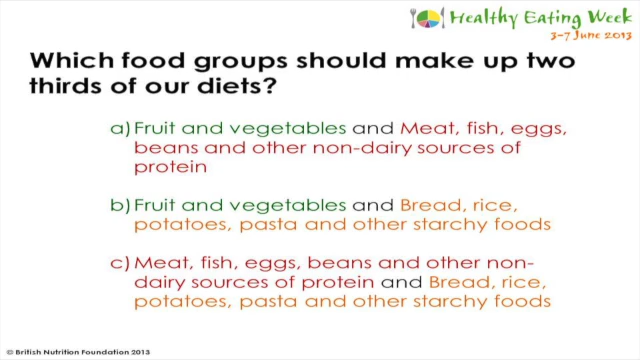 Healthy Eating Week
3-7 June 2013
Which food groups should make up two
thirds of our diets?
a) Fruit and vegetables and Meat, fish, eggs,
beans and other non-dairy sources of
protein
b) Fruit and vegetables and Bread, rice,
potatoes, pasta and other starchy foods
c) Meat, fish, eggs, beans and other non-
dairy sources of protein and Bread, rice,
potatoes, pasta and other starchy foods
© British Nutrition Foundation 2013